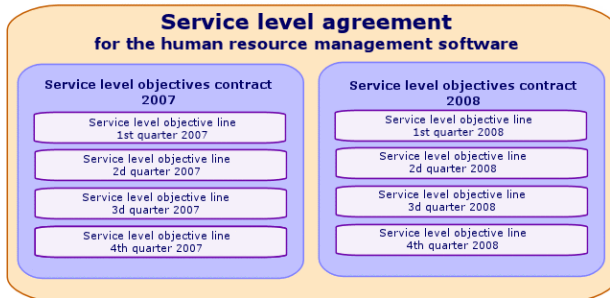 Service level agreement
for the human resource management software
Service level objectives contract
2007
Service level objective line
1st quarter 2007
Service level objective line
2d quarter 2007
Service level objective line
3d quarter 2007
Service level objective line
4th quarter 2007
Service level objectives contract
2008
Service level objective line
1st quarter 2008
Service level objective line
2d quarter 2008
Service level objective line
3d quarter 2008
Service level objective line
4th quarter 2008